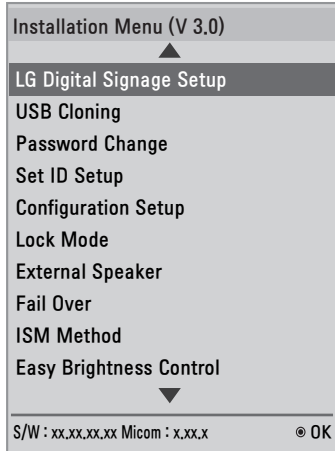 Installation Menu (V 3.0)
LG Digital Signage Setup
USB Cloning
Password Change
Set ID Setup
Configuration Setup
Lock Mode
External Speaker
Fail Over
ISM Method
Easy Brightness Control
S/W : xx.xx.xx.xx Micom : x.xx.x ◉ OK